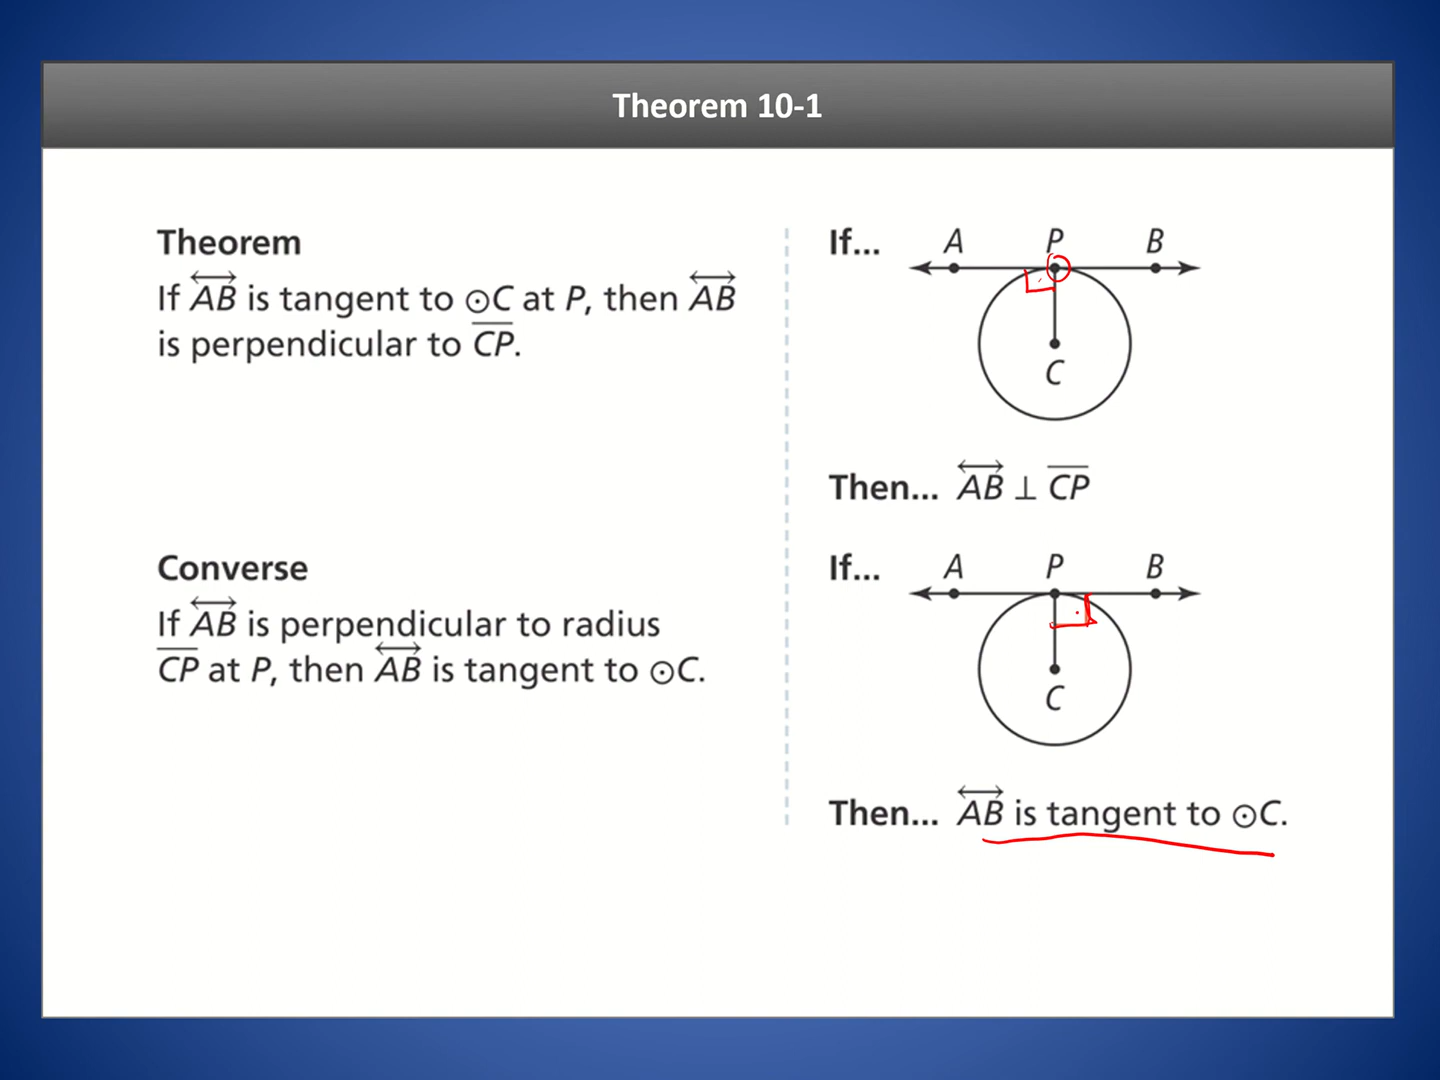 Theorem 10-1
Theorem
If AB is tangent to ⊙C at P, then AB
is perpendicular to CP.
If... A P B
C
Then... AB ⊥ CP
Converse
If AB is perpendicular to radius
CP at P, then AB is tangent to ⊙C.
If... A P B
C
Then... AB is tangent to ⊙C.